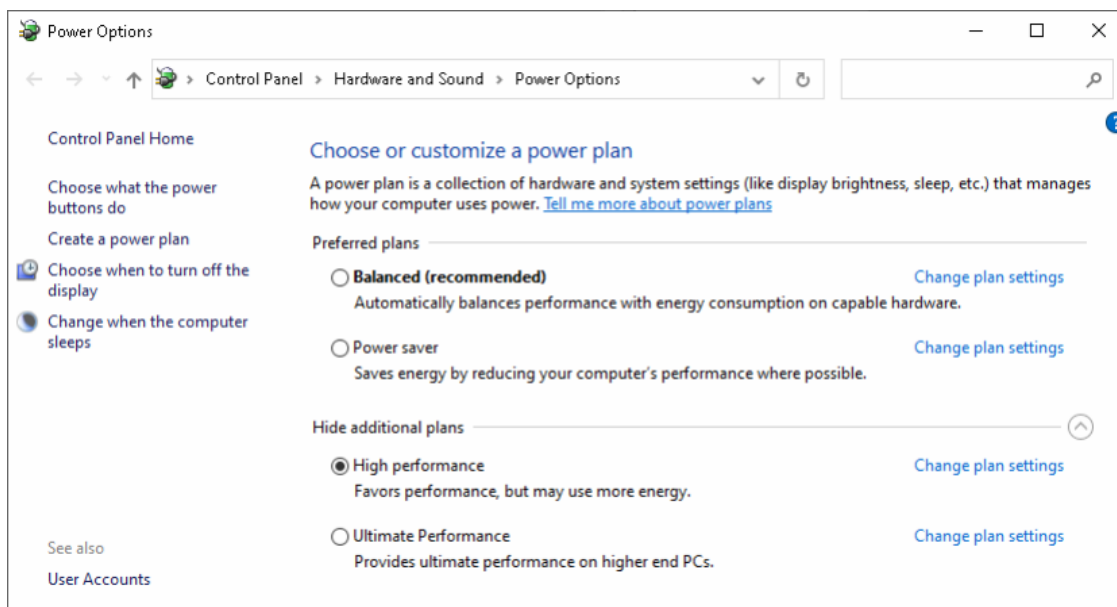 Power Options
Control Panel > Hardware and Sound > Power Options
Control Panel Home
Choose what the power
buttons do
Create a power plan
Choose when to turn off the
display
Change when the computer
sleeps
See also
User Accounts
Choose or customize a power plan
A power plan is a collection of hardware and system settings (like display brightness, sleep, etc.) that manages
how your computer uses power. Tell me more about power plans
Preferred plans
Balanced (recommended) Change plan settings
Automatically balances performance with energy consumption on capable hardware.
Power saver Change plan settings
Saves energy by reducing your computer's performance where possible.
Hide additional plans
High performance Change plan settings
Favors performance, but may use more energy.
Ultimate Performance Change plan settings
Provides ultimate performance on higher end PCs.